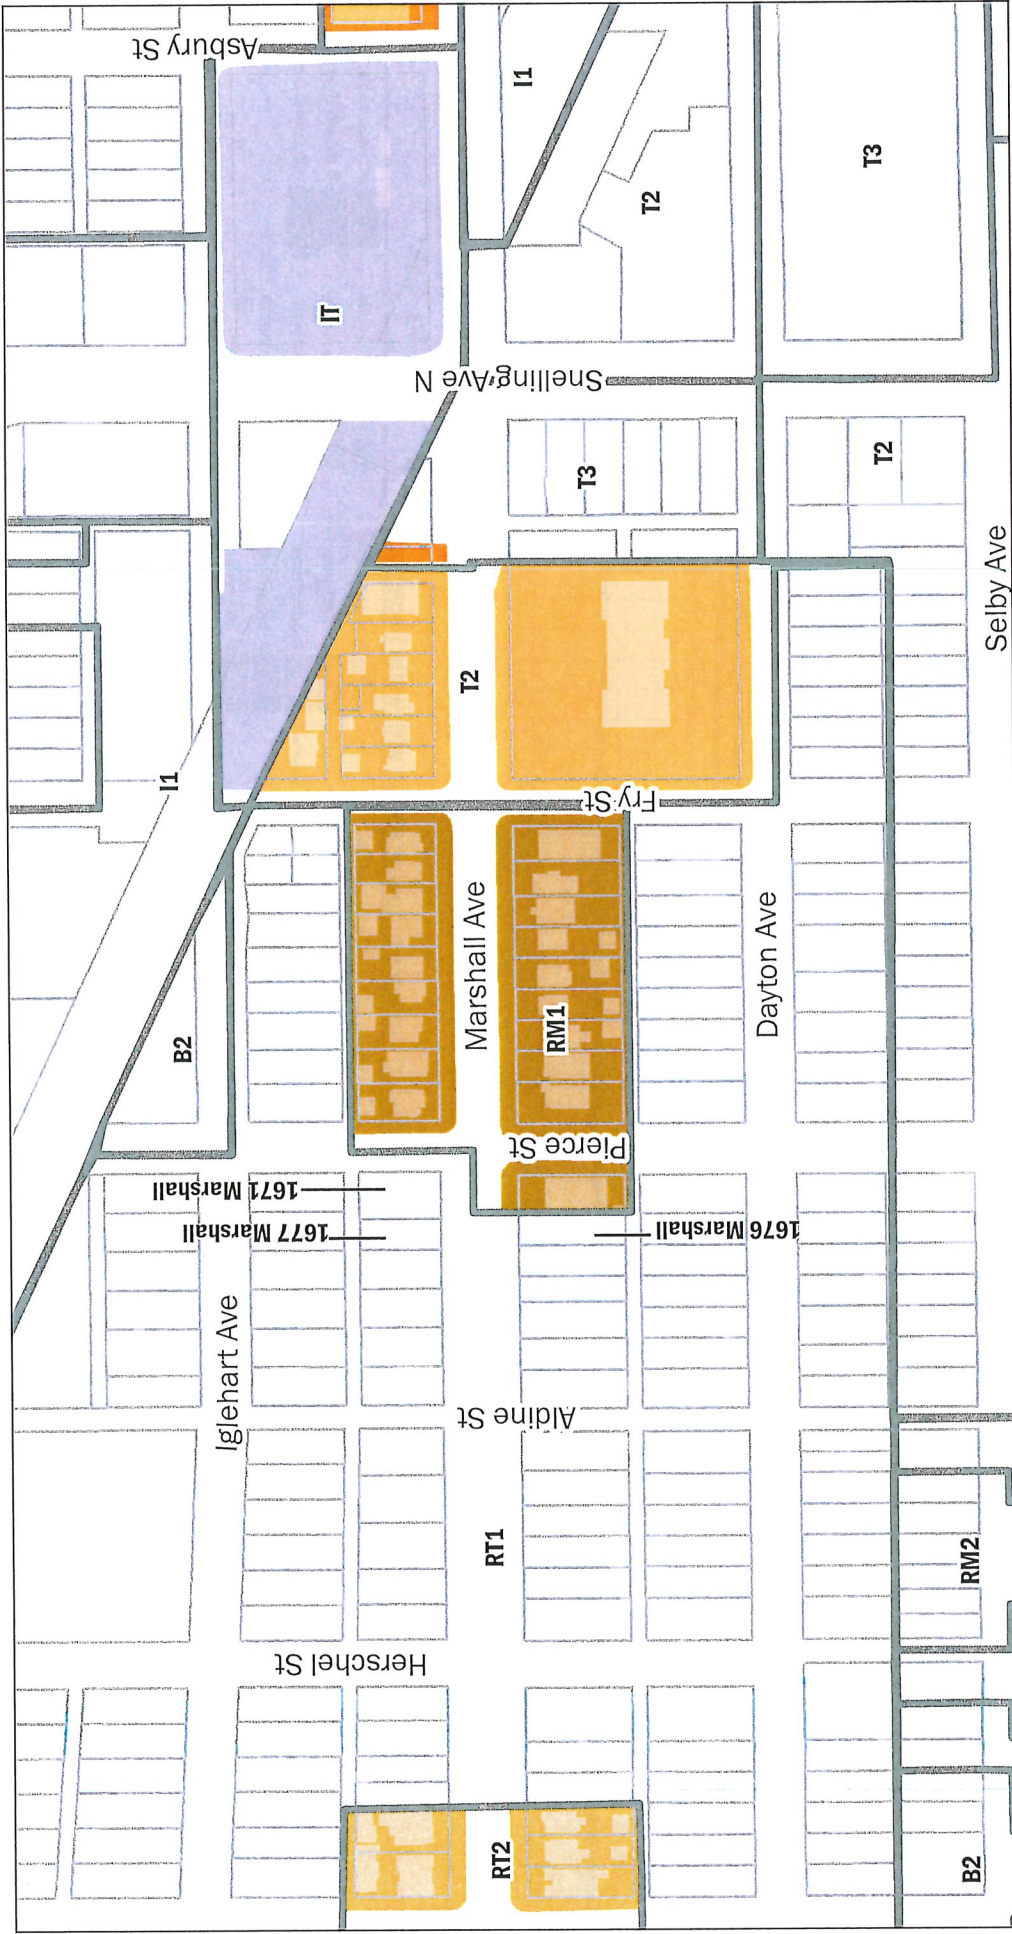 Asbury St
I1
T3
T2
IT
Snelling Ave N
T3
T2
Selby Ave
T2
I1
Fry St
Marshall Ave
Dayton Ave
B2
RM1
Pierce St
1671 Marshall
1677 Marshall
1676 Marshall
Iglehart Ave
Aldine St
RT1
RM2
Herschel St
RT2
B2